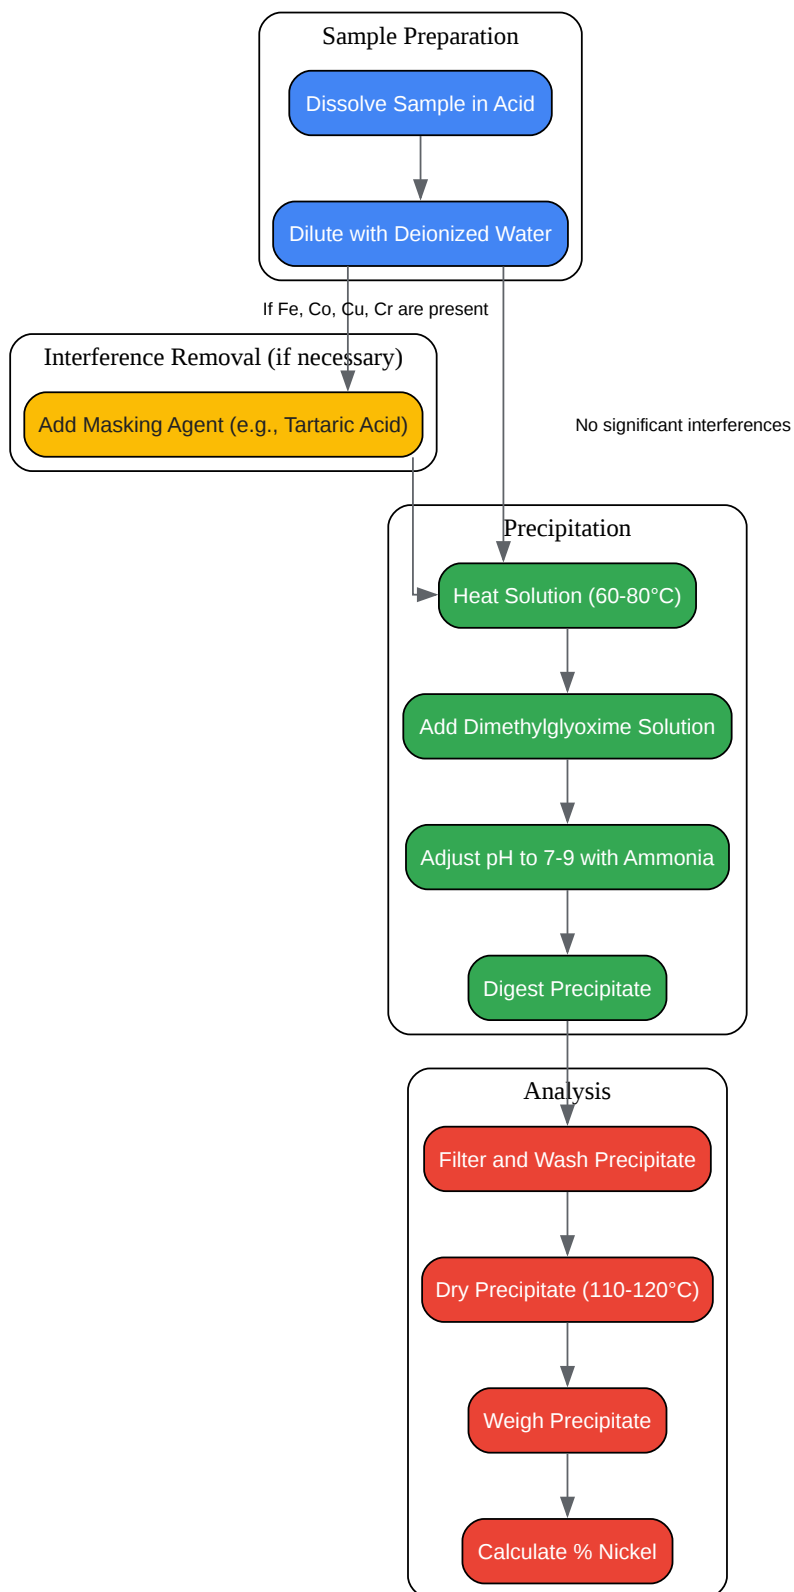 Sample Preparation
Dissolve Sample in Acid
Dilute with Deionized Water
If Fe, Co, Cu, Cr are present
Interference Removal (if necessary)
Add Masking Agent (e.g., Tartaric Acid)
No significant interferences
Precipitation
Heat Solution (60-80°C)
Add Dimethylglyoxime Solution
Adjust pH to 7-9 with Ammonia
Digest Precipitate
Analysis
Filter and Wash Precipitate
Dry Precipitate (110-120°C)
Weigh Precipitate
Calculate % Nickel